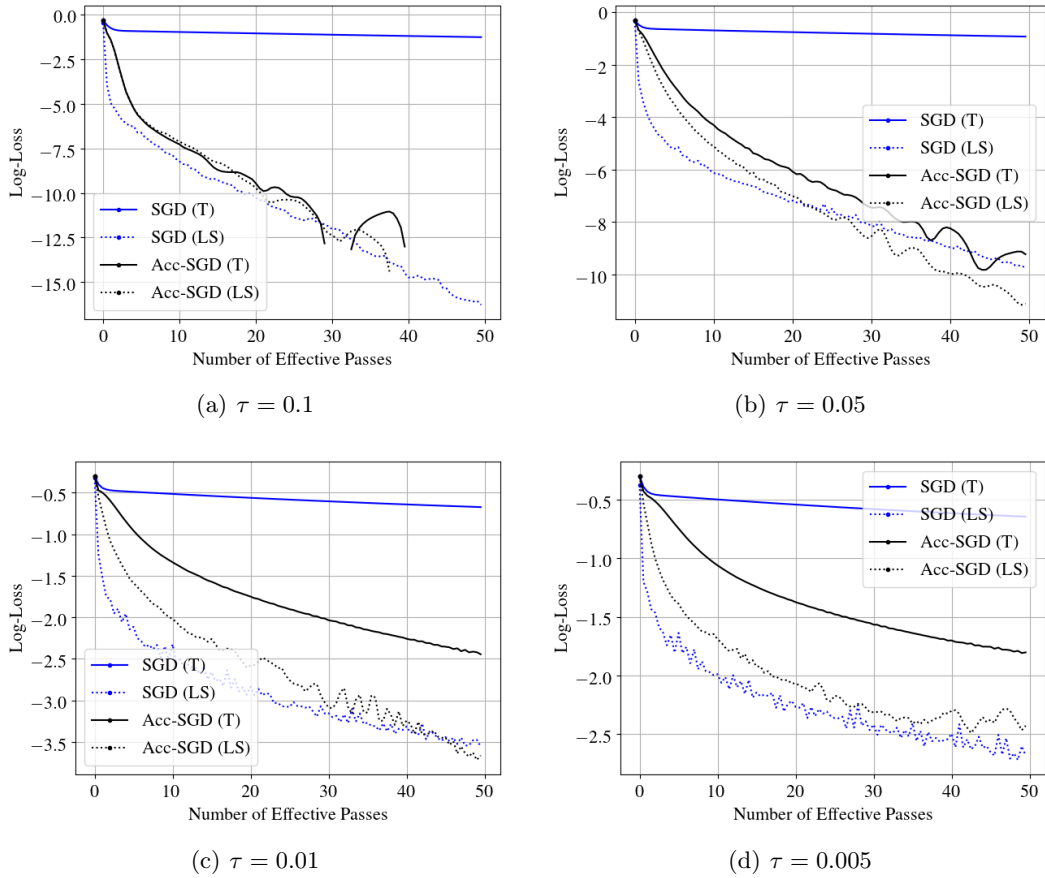 0.0
−2.5
−5.0
−7.5
−10.0
−12.5
−15.0
Log-Loss
SGD (T)
SGD (LS)
Acc-SGD (T)
Acc-SGD (LS)
0 10 20 30 40 50
Number of Effective Passes
(a) τ = 0.1
0
−2
−4
−6
−8
−10
Log-Loss
SGD (T)
SGD (LS)
Acc-SGD (T)
Acc-SGD (LS)
0 10 20 30 40 50
Number of Effective Passes
(b) τ = 0.05
−0.5
−1.0
−1.5
−2.0
−2.5
−3.0
−3.5
Log-Loss
SGD (T)
SGD (LS)
Acc-SGD (T)
Acc-SGD (LS)
0 10 20 30 40 50
Number of Effective Passes
(c) τ = 0.01
−0.5
−1.0
−1.5
−2.0
−2.5
Log-Loss
SGD (T)
SGD (LS)
Acc-SGD (T)
Acc-SGD (LS)
0 10 20 30 40 50
Number of Effective Passes
(d) τ = 0.005